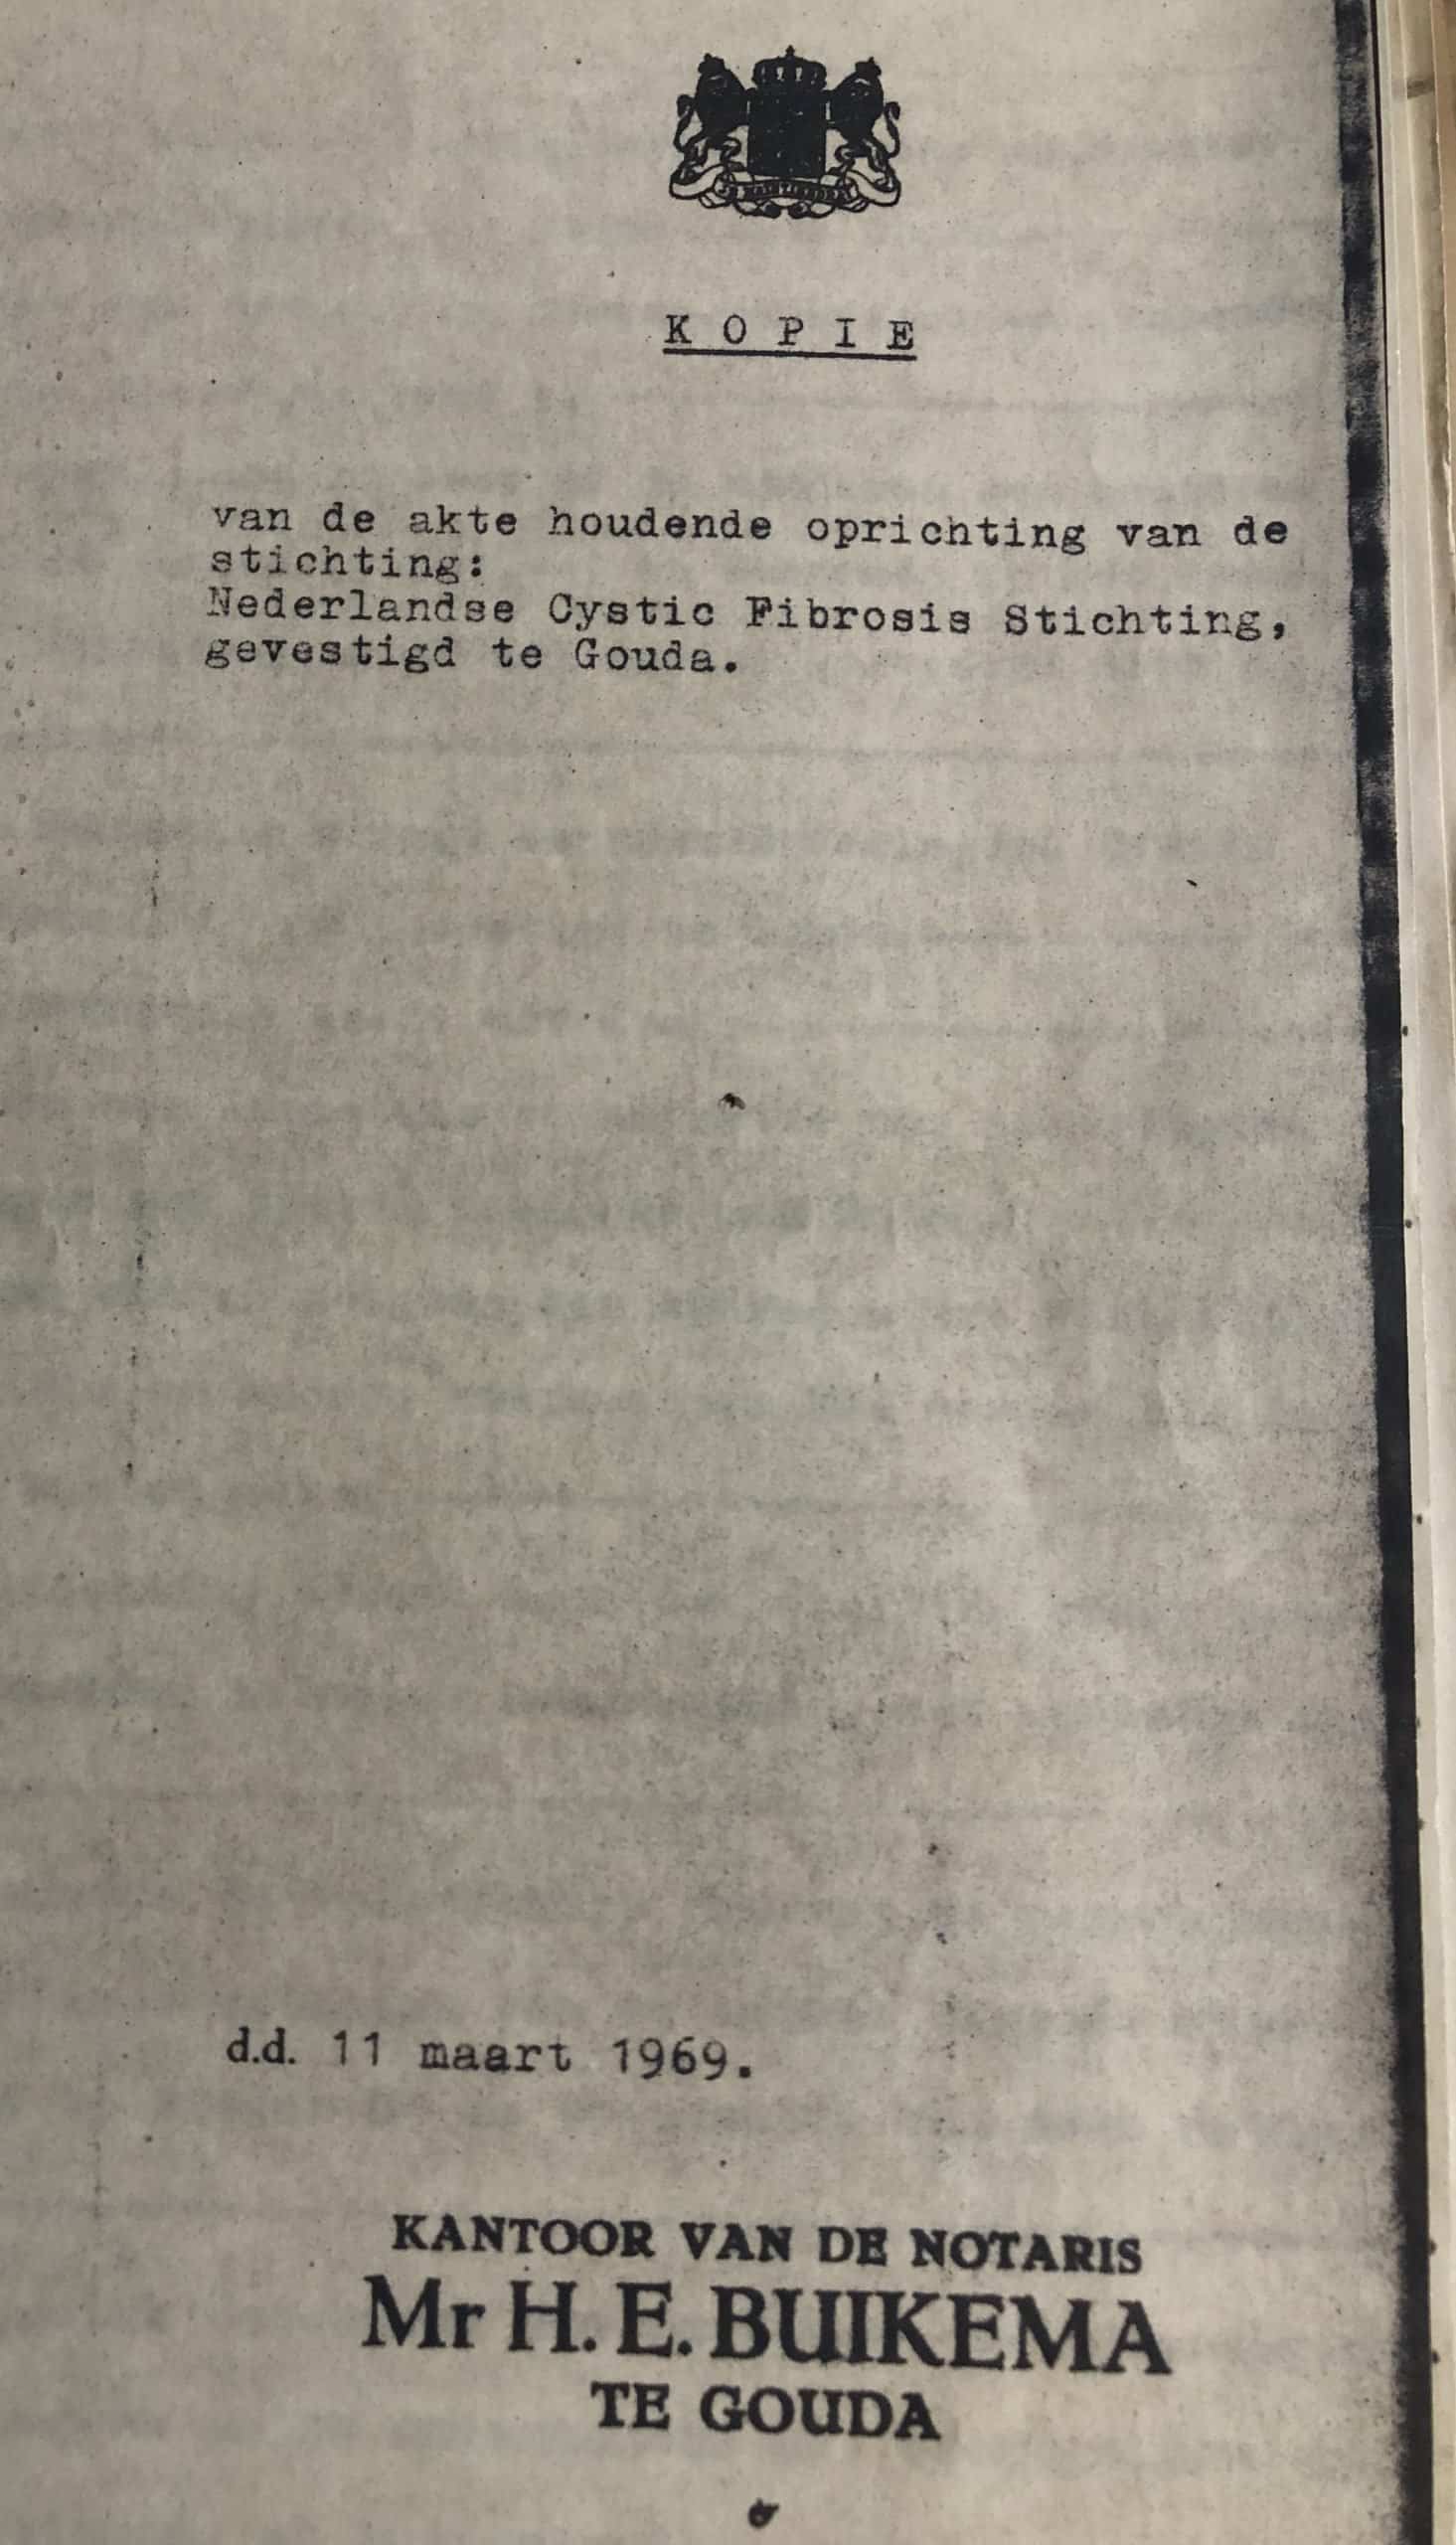 KOPIE
van de akte houdende oprichting van de
stichting:
Nederlandse Cystic Fibrosis Stichting,
gevestigd te Gouda.
d.d. 11 maart 1969.
KANTOOR VAN DE NOTARIS
Mr H. E. BUIKEMA
TE GOUDA